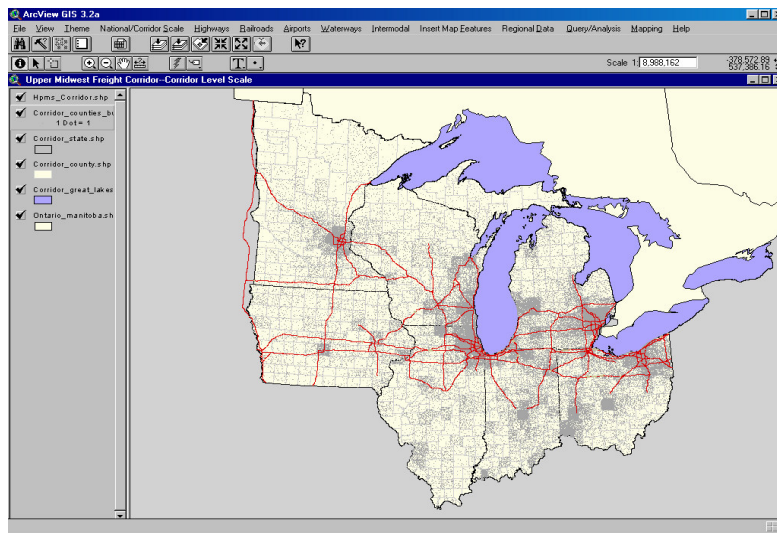 ArcView GIS 3.2a
File View Theme National/Corridor Scale Highways Railroads Airports Waterways Intermodal Insert Map Features Regional Data Query/Analysis Mapping Help
Scale 1: 8,988,162
-378,572.89
537,386.16
Upper Midwest Freight Corridor--Corridor Level Scale
Hpms_Corridor.shp
Corridor_counties_bu
1 Dot = 1
Corridor_state.shp
Corridor_county.shp
Corridor_great_lakes
Ontario_manitoba.sh